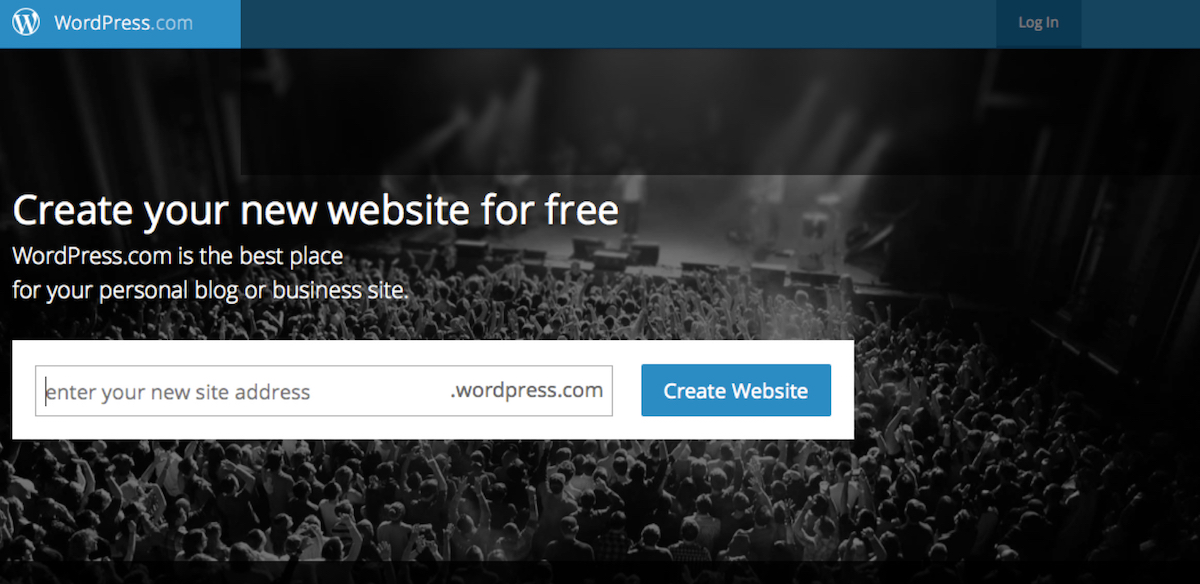 WordPress.com
Log In
Create your new website for free
WordPress.com is the best place
for your personal blog or business site.
enter your new site address
.wordpress.com
Create Website